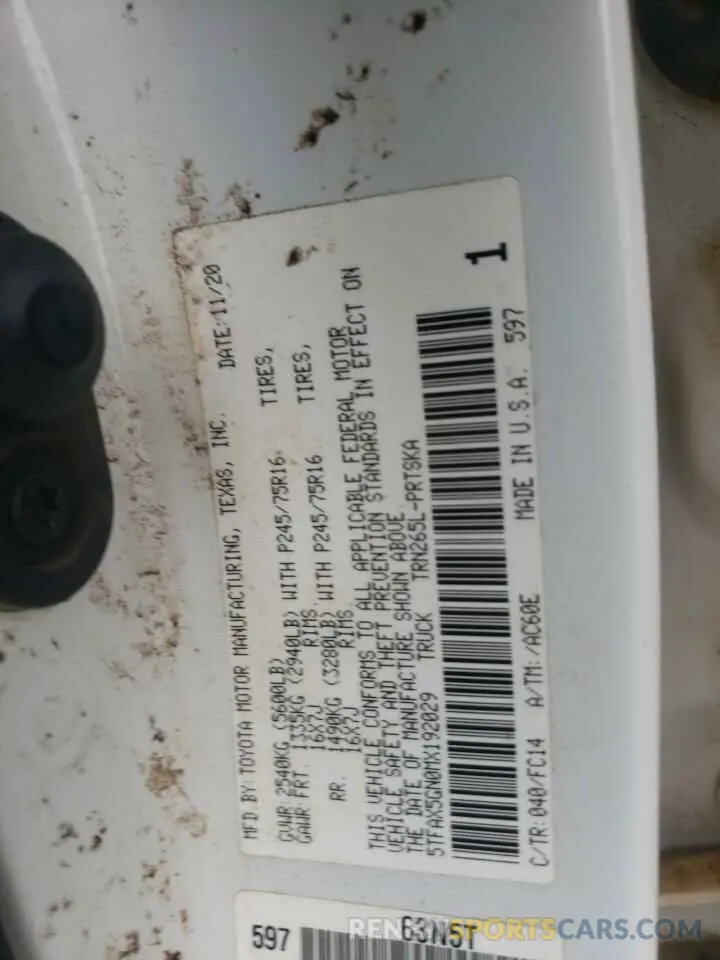 MFD BY: TOYOTA MOTOR MANUFACTURING, TEXAS, INC. DATE: 11/20
GVWR: 2540KG (5600LB)
GAWR: FRT. 1335KG (2940LB) WITH P245/75R16 TIRES,
16X7J RIMS,
RR. 1490KG (3280LB) WITH P245/75R16 TIRES,
16X7J RIMS
THIS VEHICLE CONFORMS TO ALL APPLICABLE FEDERAL MOTOR
VEHICLE SAFETY AND THEFT PREVENTION STANDARDS IN EFFECT ON
THE DATE OF MANUFACTURE SHOWN ABOVE.
5TFAX5GN0MX192029 TRUCK TRN265L-PRTSKA
1
C/TR: 040/FC14 A/TM: /AC60E MADE IN U.S.A. 597
597 63N5T
RENEWSPORTSCARS.COM